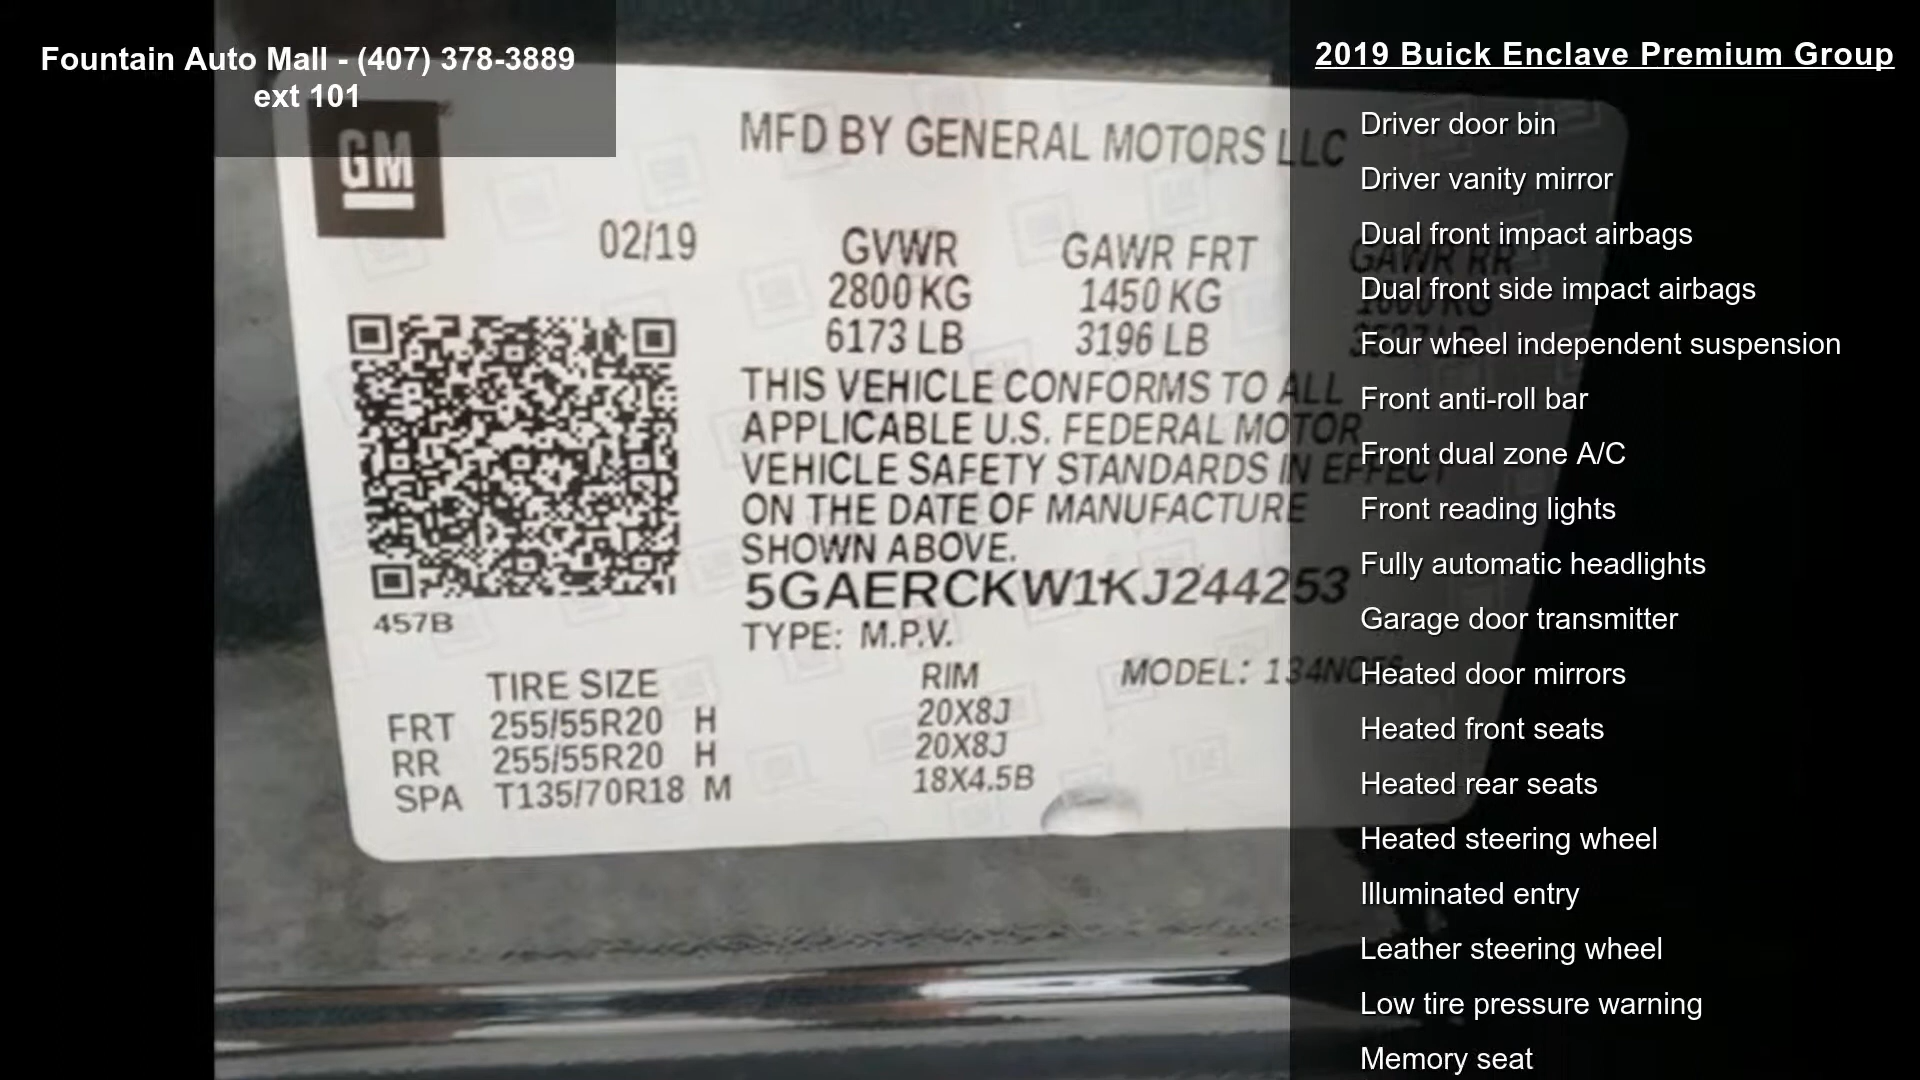 Fountain Auto Mall - (407) 378-3889
ext 101
GM
MFD BY GENERAL MOTORS LLC
02/19
GVWR GAWR FRT GAWR RR
2800 KG 1450 KG
6173 LB 3196 LB
THIS VEHICLE CONFORMS TO ALL
APPLICABLE U.S. FEDERAL MOTOR
VEHICLE SAFETY STANDARDS IN EFFECT
ON THE DATE OF MANUFACTURE
SHOWN ABOVE.
5GAERCKW1KJ244253
457B
TYPE: M.P.V.
MODEL:
TIRE SIZE RIM
FRT 255/55R20 H 20X8J
RR 255/55R20 H 20X8J
SPA T135/70R18 M 18X4.5B
2019 Buick Enclave Premium Group
Driver door bin
Driver vanity mirror
Dual front impact airbags
Dual front side impact airbags
Four wheel independent suspension
Front anti-roll bar
Front dual zone A/C
Front reading lights
Fully automatic headlights
Garage door transmitter
Heated door mirrors
Heated front seats
Heated rear seats
Heated steering wheel
Illuminated entry
Leather steering wheel
Low tire pressure warning
Memory seat